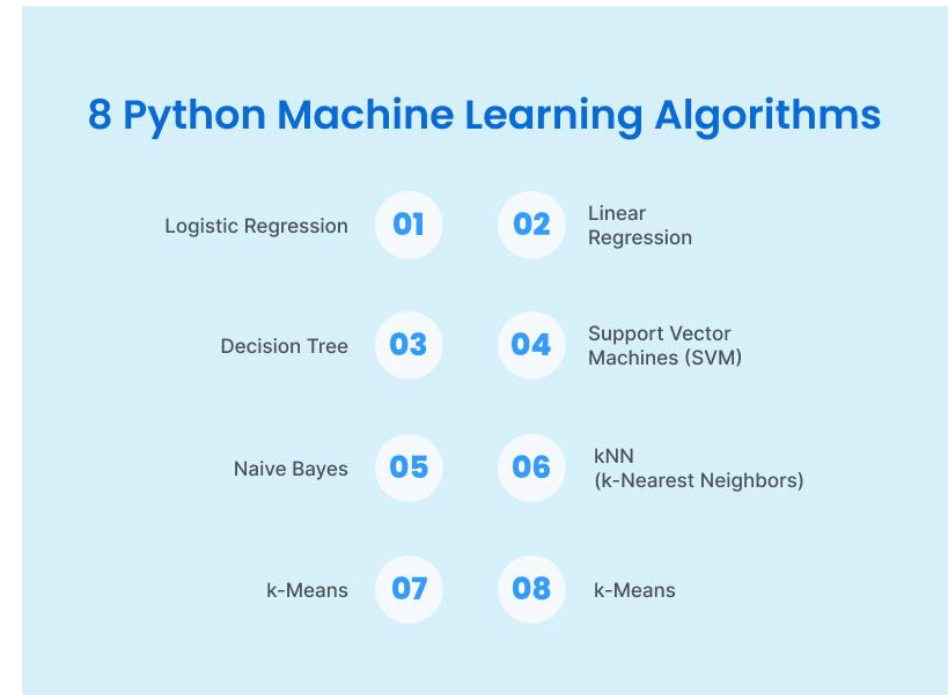 8 Python Machine Learning Algorithms
Logistic Regression 01
02 Linear
Regression
Decision Tree 03
04 Support Vector
Machines (SVM)
Naive Bayes 05
06 kNN
(k-Nearest Neighbors)
k-Means 07
08 k-Means